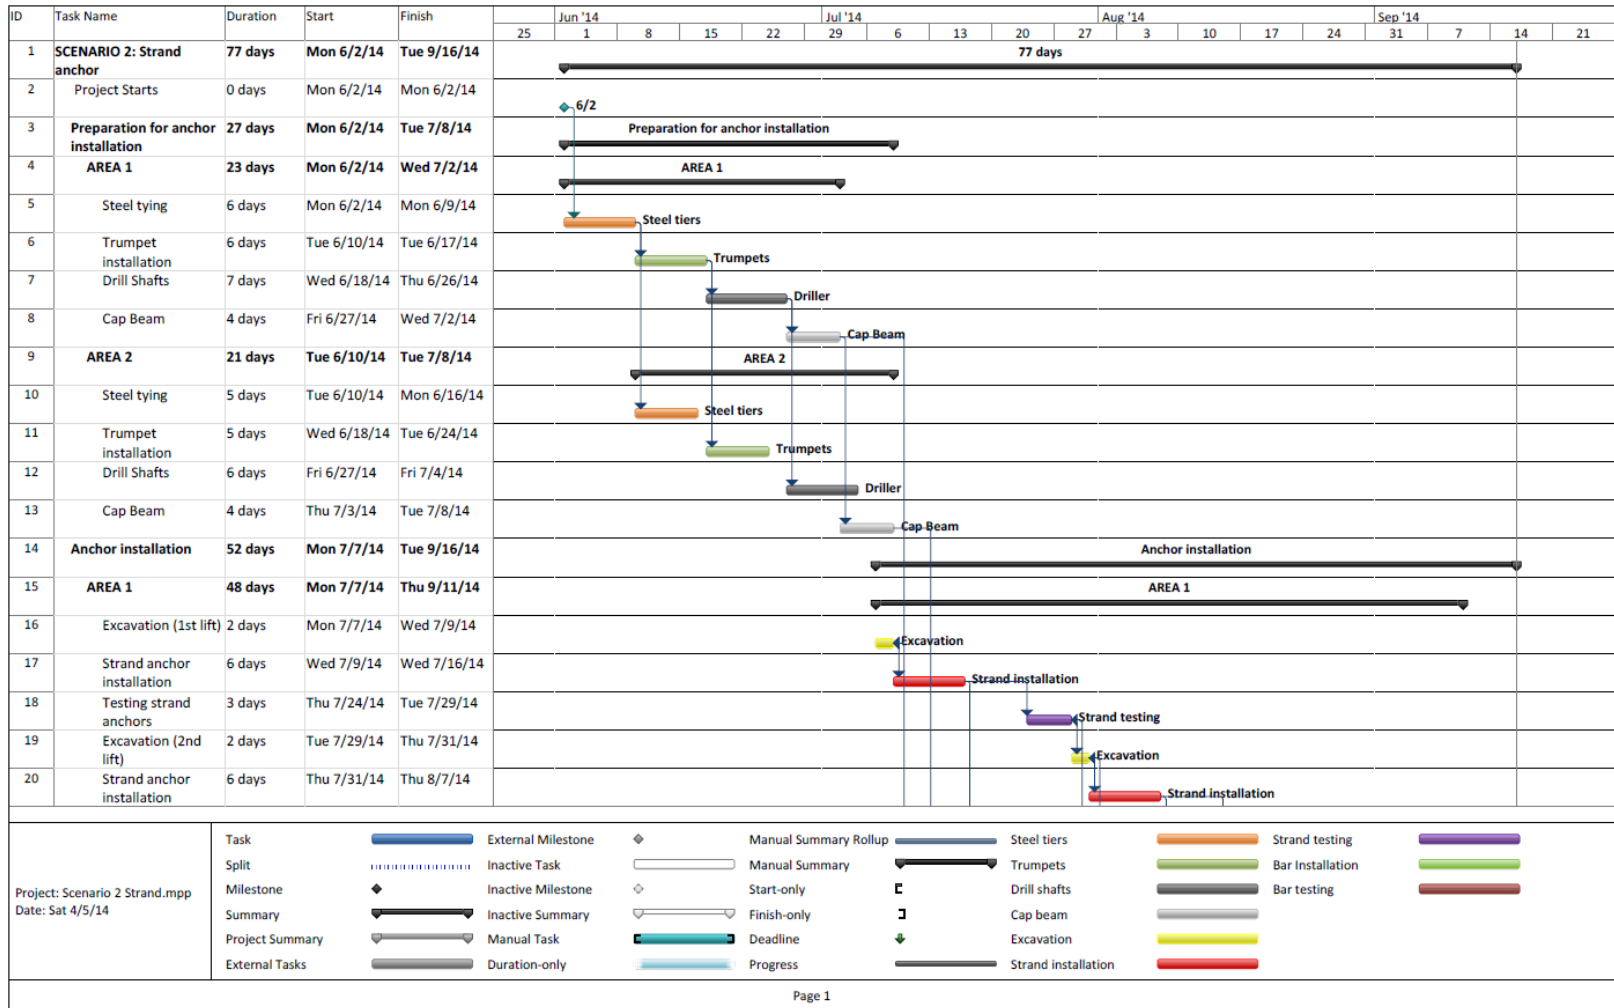 ID Task Name Duration Start Finish Jun '14 Jul '14 Aug '14 Sep '14
25 1 8 15 22 29 6 13 20 27 3 10 17 24 31 7 14 21
1 SCENARIO 2: Strand 77 days Mon 6/2/14 Tue 9/16/14 77 days
anchor
2 Project Starts 0 days Mon 6/2/14 Mon 6/2/14
6/2
3 Preparation for anchor 27 days Mon 6/2/14 Tue 7/8/14 Preparation for anchor installation
installation
4 AREA 1 23 days Mon 6/2/14 Wed 7/2/14 AREA 1
5 Steel tying 6 days Mon 6/2/14 Mon 6/9/14
Steel tiers
6 Trumpet 6 days Tue 6/10/14 Tue 6/17/14
installation Trumpets
7 Drill Shafts 7 days Wed 6/18/14 Thu 6/26/14
Driller
8 Cap Beam 4 days Fri 6/27/14 Wed 7/2/14
Cap Beam
9 AREA 2 21 days Tue 6/10/14 Tue 7/8/14 AREA 2
10 Steel tying 5 days Tue 6/10/14 Mon 6/16/14
Steel tiers
11 Trumpet 5 days Wed 6/18/14 Tue 6/24/14
installation Trumpets
12 Drill Shafts 6 days Fri 6/27/14 Fri 7/4/14
Driller
13 Cap Beam 4 days Thu 7/3/14 Tue 7/8/14
Cap Beam
14 Anchor installation 52 days Mon 7/7/14 Tue 9/16/14 Anchor installation
15 AREA 1 48 days Mon 7/7/14 Thu 9/11/14 AREA 1
16 Excavation (1st lift) 2 days Mon 7/7/14 Wed 7/9/14
Excavation
17 Strand anchor 6 days Wed 7/9/14 Wed 7/16/14
installation Strand installation
18 Testing strand 3 days Thu 7/24/14 Tue 7/29/14
anchors Strand testing
19 Excavation (2nd 2 days Tue 7/29/14 Thu 7/31/14
lift) Excavation
20 Strand anchor 6 days Thu 7/31/14 Thu 8/7/14
installation Strand installation
Task External Milestone Manual Summary Rollup Steel tiers Strand testing
Split Inactive Task Manual Summary Trumpets Bar Installation
Project: Scenario 2 Strand.mpp Milestone Inactive Milestone Start-only Drill shafts Bar testing
Date: Sat 4/5/14 Summary Inactive Summary Finish-only Cap beam
Project Summary Manual Task Deadline Excavation
External Tasks Duration-only Progress Strand installation
Page 1